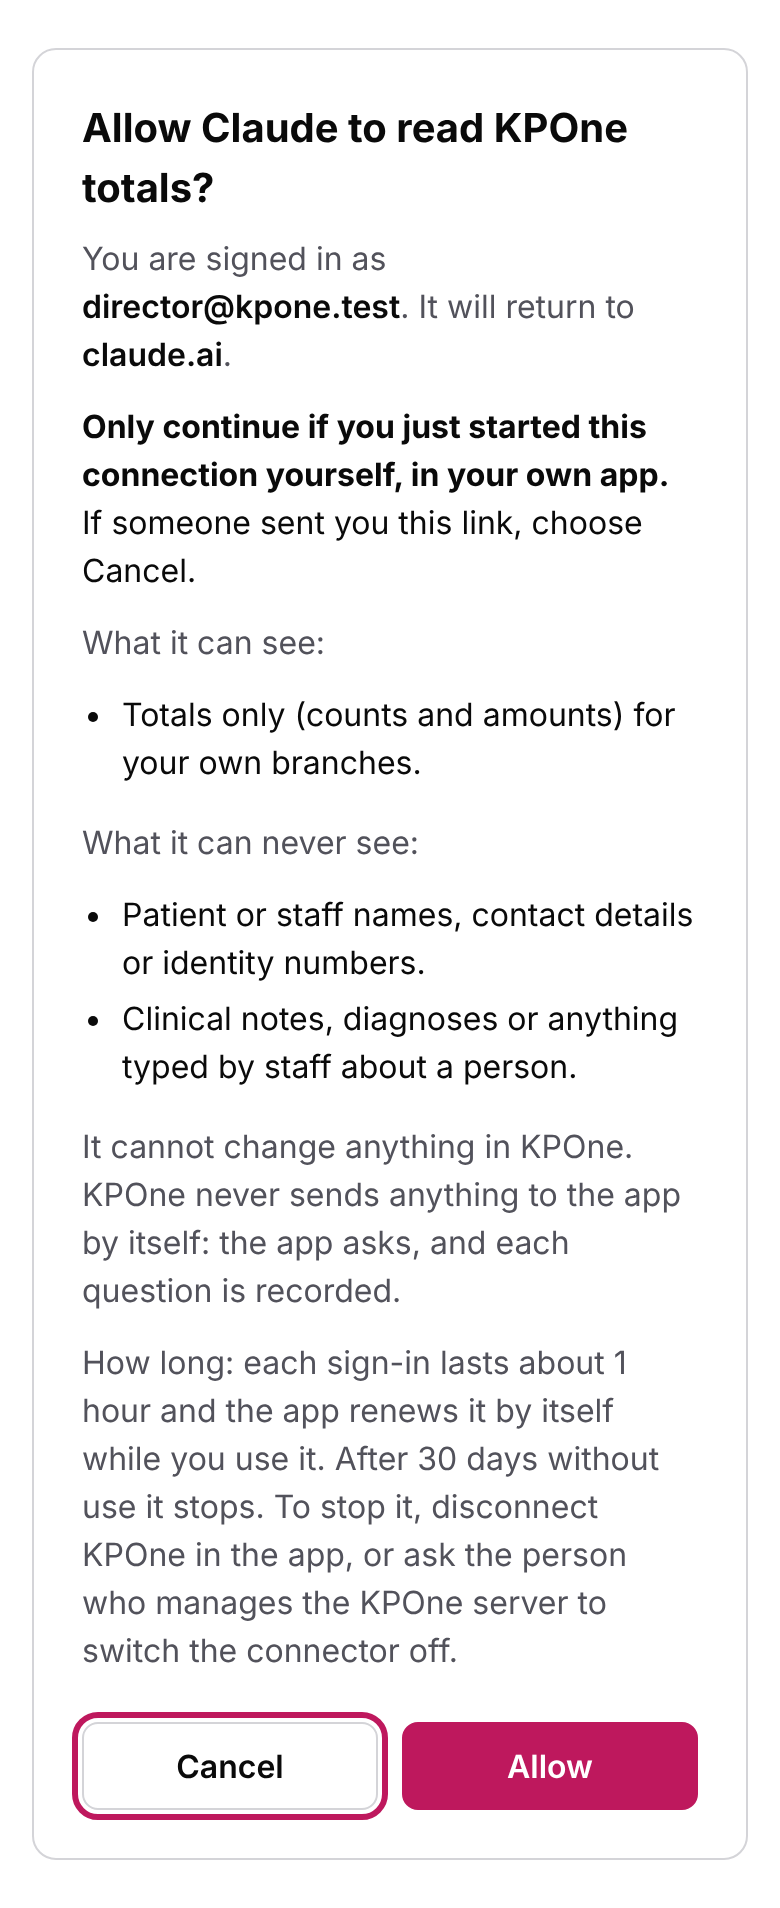 Allow Claude to read KPOne
totals?
You are signed in as
director@kpone.test. It will return to
claude.ai.
Only continue if you just started this
connection yourself, in your own app.
If someone sent you this link, choose
Cancel.
What it can see:
• Totals only (counts and amounts) for
your own branches.
What it can never see:
• Patient or staff names, contact details
or identity numbers.
• Clinical notes, diagnoses or anything
typed by staff about a person.
It cannot change anything in KPOne.
KPOne never sends anything to the app
by itself: the app asks, and each
question is recorded.
How long: each sign-in lasts about 1
hour and the app renews it by itself
while you use it. After 30 days without
use it stops. To stop it, disconnect
KPOne in the app, or ask the person
who manages the KPOne server to
switch the connector off.
Cancel
Allow